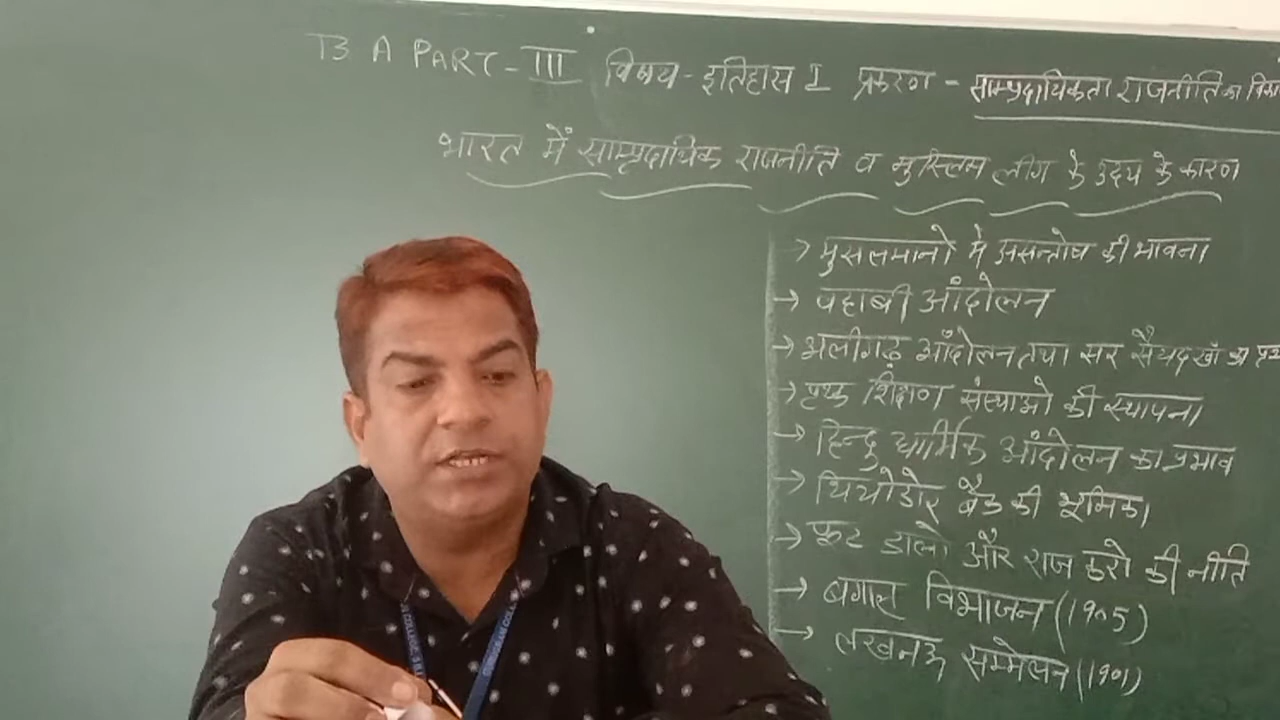 B A PART-III विषय-इतिहास I प्रकरण - साम्प्रदायिकता राजनीति का
भारत में साम्प्रदायिक राजनीति व मुस्लिम लीग के उदय के कारण
→ मुसलमानो मे असन्तोष की भावना
→ वहाबी आंदोलन
→ अलीगढ़ आँदोलन तथा सर सैयद खाँ का
→ पृथक शिक्षण संस्थाओ की स्थापना
→ हिन्दु धार्मिक आंदोलन का प्रभाव
→ थियोडोर बैक की भूमिका
→ फूट डालो और राज करो की नीति
→ बगाल विभाजन (1905)
→ लखनऊ सम्मेलन (1901)